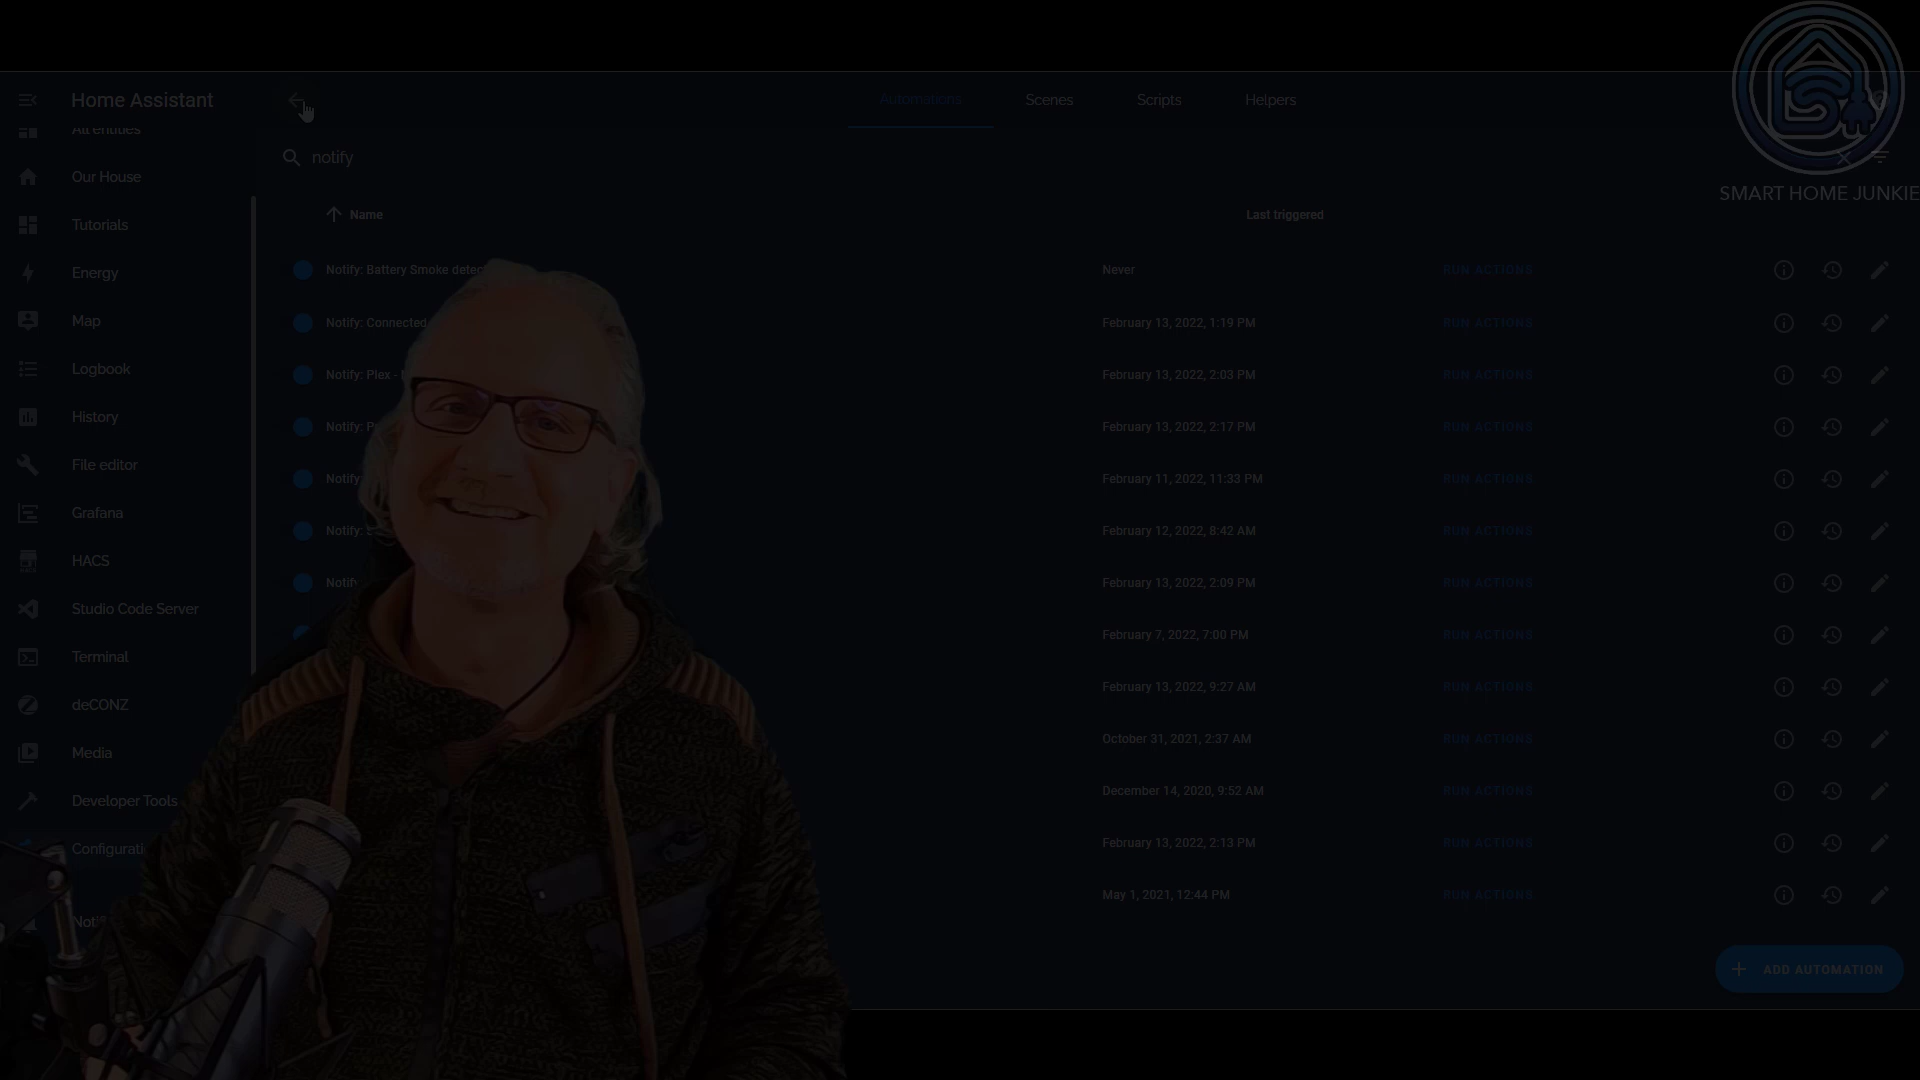 Home Assistant
Automations
Scenes
Scripts
Helpers
SMART HOME JUNKIE
All entities
Our House
Tutorials
Energy
Map
Logbook
History
File editor
Grafana
HACS
Studio Code Server
Terminal
deCONZ
Media
Developer Tools
notify
Name
Last triggered
Notify: Battery Smoke
Never
RUN ACTIONS
Notify: Connected
February 13, 2022, 1:19 PM
RUN ACTIONS
Notify: Plex -
February 13, 2022, 2:03 PM
RUN ACTIONS
Notify:
February 13, 2022, 2:17 PM
RUN ACTIONS
Notify
February 11, 2022, 11:33 PM
RUN ACTIONS
Notify:
February 12, 2022, 8:42 AM
RUN ACTIONS
February 13, 2022, 2:09 PM
RUN ACTIONS
February 7, 2022, 7:00 PM
RUN ACTIONS
February 13, 2022, 9:27 AM
RUN ACTIONS
October 31, 2021, 2:37 AM
RUN ACTIONS
December 14, 2020, 9:52 AM
RUN ACTIONS
February 13, 2022, 2:13 PM
RUN ACTIONS
May 1, 2021, 12:44 PM
RUN ACTIONS
ADD AUTOMATION